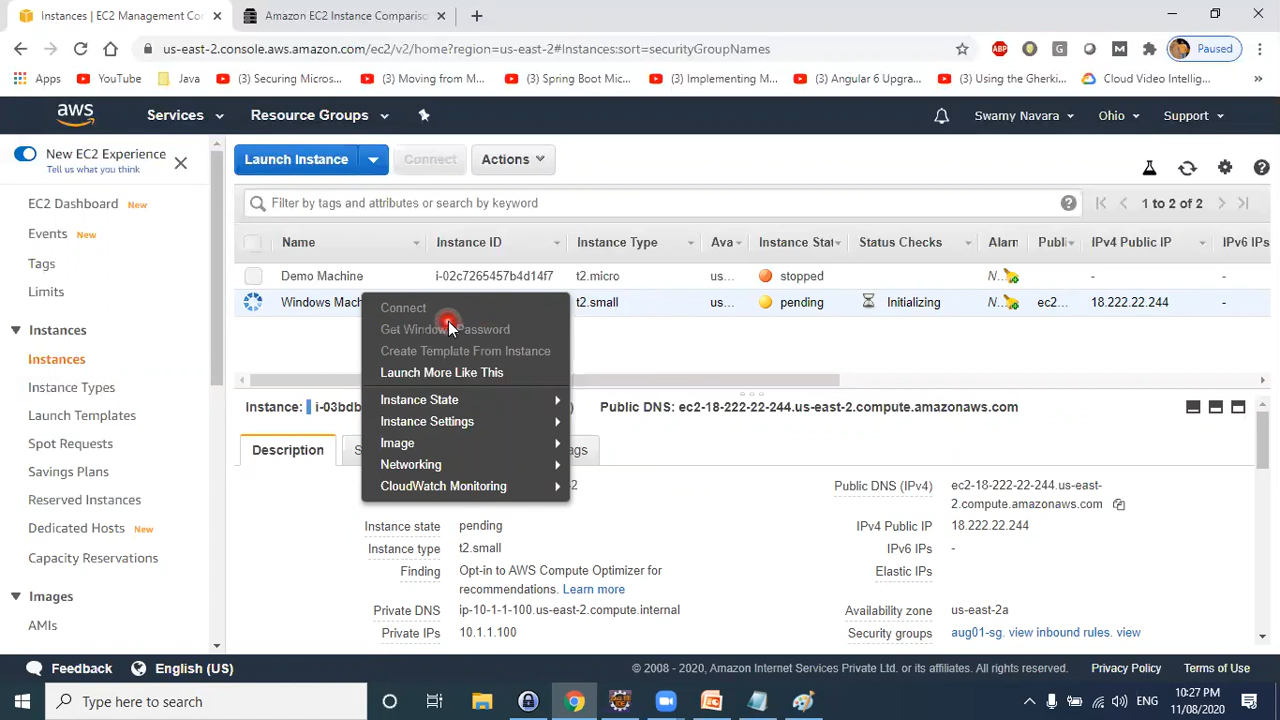 Instances | EC2 Management Co
Amazon EC2 Instance Comparis
us-east-2.console.aws.amazon.com/ec2/v2/home?region=us-east-2#Instances:sort=securityGroupNames
ABP
G
M
Paused
Apps
YouTube
Java
(3) Securing Micros...
(3) Moving from M...
(3) Spring Boot Mic...
(3) Implementing M...
(3) Angular 6 Upgra...
(3) Using the Gherki...
Cloud Video Intellig...
aws
Services
Resource Groups
Swamy Navara
Ohio
Support
New EC2 Experience
Tell us what you think
Launch Instance
Connect
Actions
EC2 Dashboard New
Events New
Tags
Limits
Instances
Instances
Instance Types
Launch Templates
Spot Requests
Savings Plans
Reserved Instances
Dedicated Hosts New
Capacity Reservations
Images
AMIs
Filter by tags and attributes or search by keyword
1 to 2 of 2
Name
Instance ID
Instance Type
Ava
Instance Stat
Status Checks
Alarm
Publi
IPv4 Public IP
IPv6 IPs
Demo Machine
i-02c7265457b4d14f7
t2.micro
us...
stopped
N...
-
-
Windows Mach
t2.small
us...
pending
Initializing
N...
ec2...
18.222.22.244
-
Connect
Get Windows Password
Create Template From Instance
Launch More Like This
Instance State
Instance Settings
Image
Networking
CloudWatch Monitoring
Instance:
i-03bdb
)
Public DNS: ec2-18-222-22-244.us-east-2.compute.amazonaws.com
Description
S
ags
2
Instance state
pending
Instance type
t2.small
Finding
Opt-in to AWS Compute Optimizer for
recommendations. Learn more
Private DNS
ip-10-1-1-100.us-east-2.compute.internal
Private IPs
10.1.1.100
Public DNS (IPv4)
ec2-18-222-22-244.us-east-
2.compute.amazonaws.com
IPv4 Public IP
18.222.22.244
IPv6 IPs
-
Elastic IPs
Availability zone
us-east-2a
Security groups
aug01-sg. view inbound rules. view
Feedback
English (US)
© 2008 - 2020, Amazon Internet Services Private Ltd. or its affiliates. All rights reserved.
Privacy Policy
Terms of Use
Type here to search
ENG
10:27 PM
11/08/2020